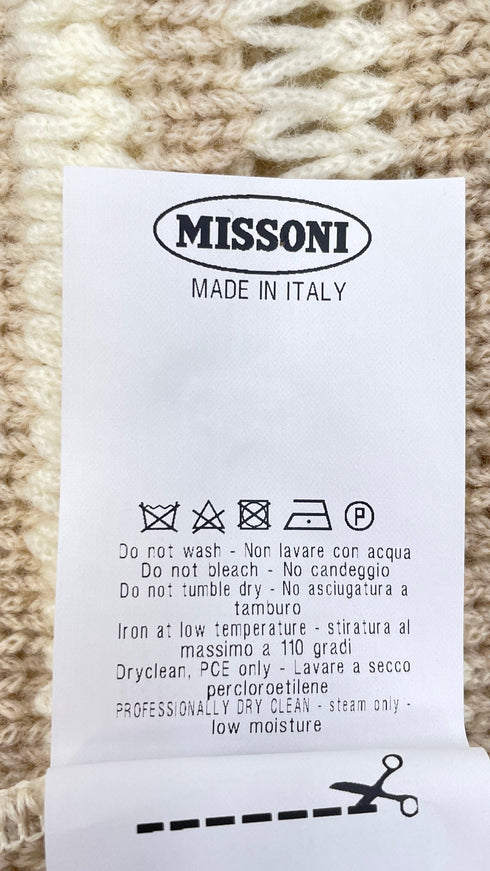 MISSONI
MADE IN ITALY
P
Do not wash - Non lavare con acqua
Do not bleach - No candeggio
Do not tumble dry - No asciugatura a
tamburo
Iron at low temperature - stiratura al
massimo a 110 gradi
Dryclean, PCE only - Lavare a secco
percloroetilene
PROFESSIONALLY DRY CLEAN - steam only -
low moisture